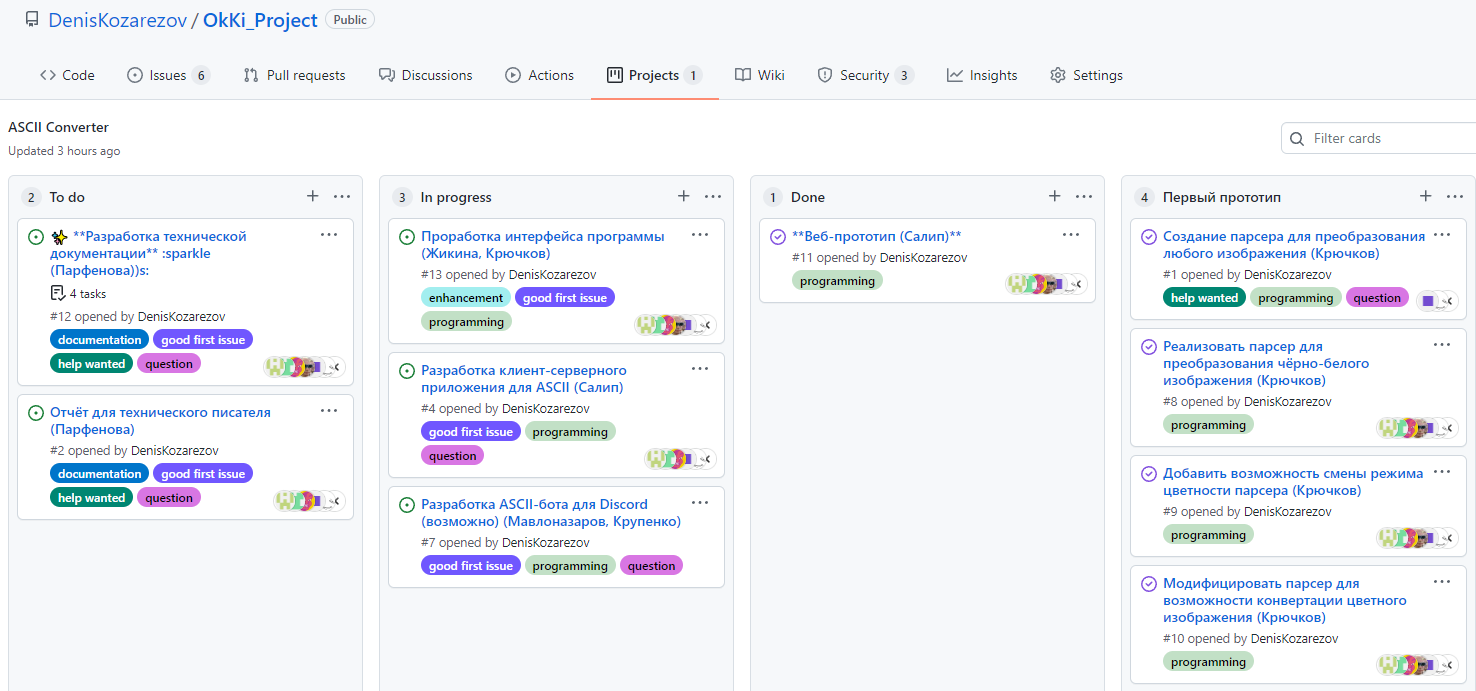 DenisKozarezov / OkKi_Project Public
Code Issues 6 Pull requests Discussions Actions Projects 1 Wiki Security 3 Insights Settings
ASCII Converter
Updated 3 hours ago
Filter cards
2 To do
**Разработка технической
документации** :sparkle
(Парфенова))s:
4 tasks
#12 opened by DenisKozarezov
documentation good first issue
help wanted question
Отчёт для технического писателя
(Парфенова)
#2 opened by DenisKozarezov
documentation good first issue
help wanted question
3 In progress
Проработка интерфейса программы
(Жикина, Крючков)
#13 opened by DenisKozarezov
enhancement good first issue
programming
Разработка клиент-серверного
приложения для ASCII (Салип)
#4 opened by DenisKozarezov
good first issue programming
question
Разработка ASCII-бота для Discord
(возможно) (Мавлоназаров, Крупенко)
#7 opened by DenisKozarezov
good first issue programming question
1 Done
**Веб-прототип (Салип)**
#11 opened by DenisKozarezov
programming
4 Первый прототип
Создание парсера для преобразования
любого изображения (Крючков)
#1 opened by DenisKozarezov
help wanted programming question
Реализовать парсер для
преобразования чёрно-белого
изображения (Крючков)
#8 opened by DenisKozarezov
programming
Добавить возможность смены режима
цветности парсера (Крючков)
#9 opened by DenisKozarezov
programming
Модифицировать парсер для
возможности конвертации цветного
изображения (Крючков)
#10 opened by DenisKozarezov
programming